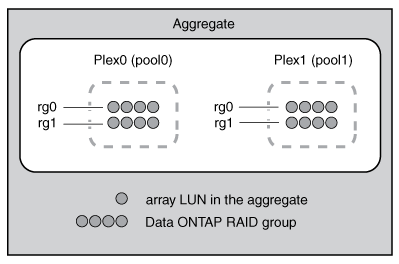 Aggregate
Plex0 (pool0)
Plex1 (pool1)
rg0
rg1
rg0
rg1
array LUN in the aggregate
Data ONTAP RAID group